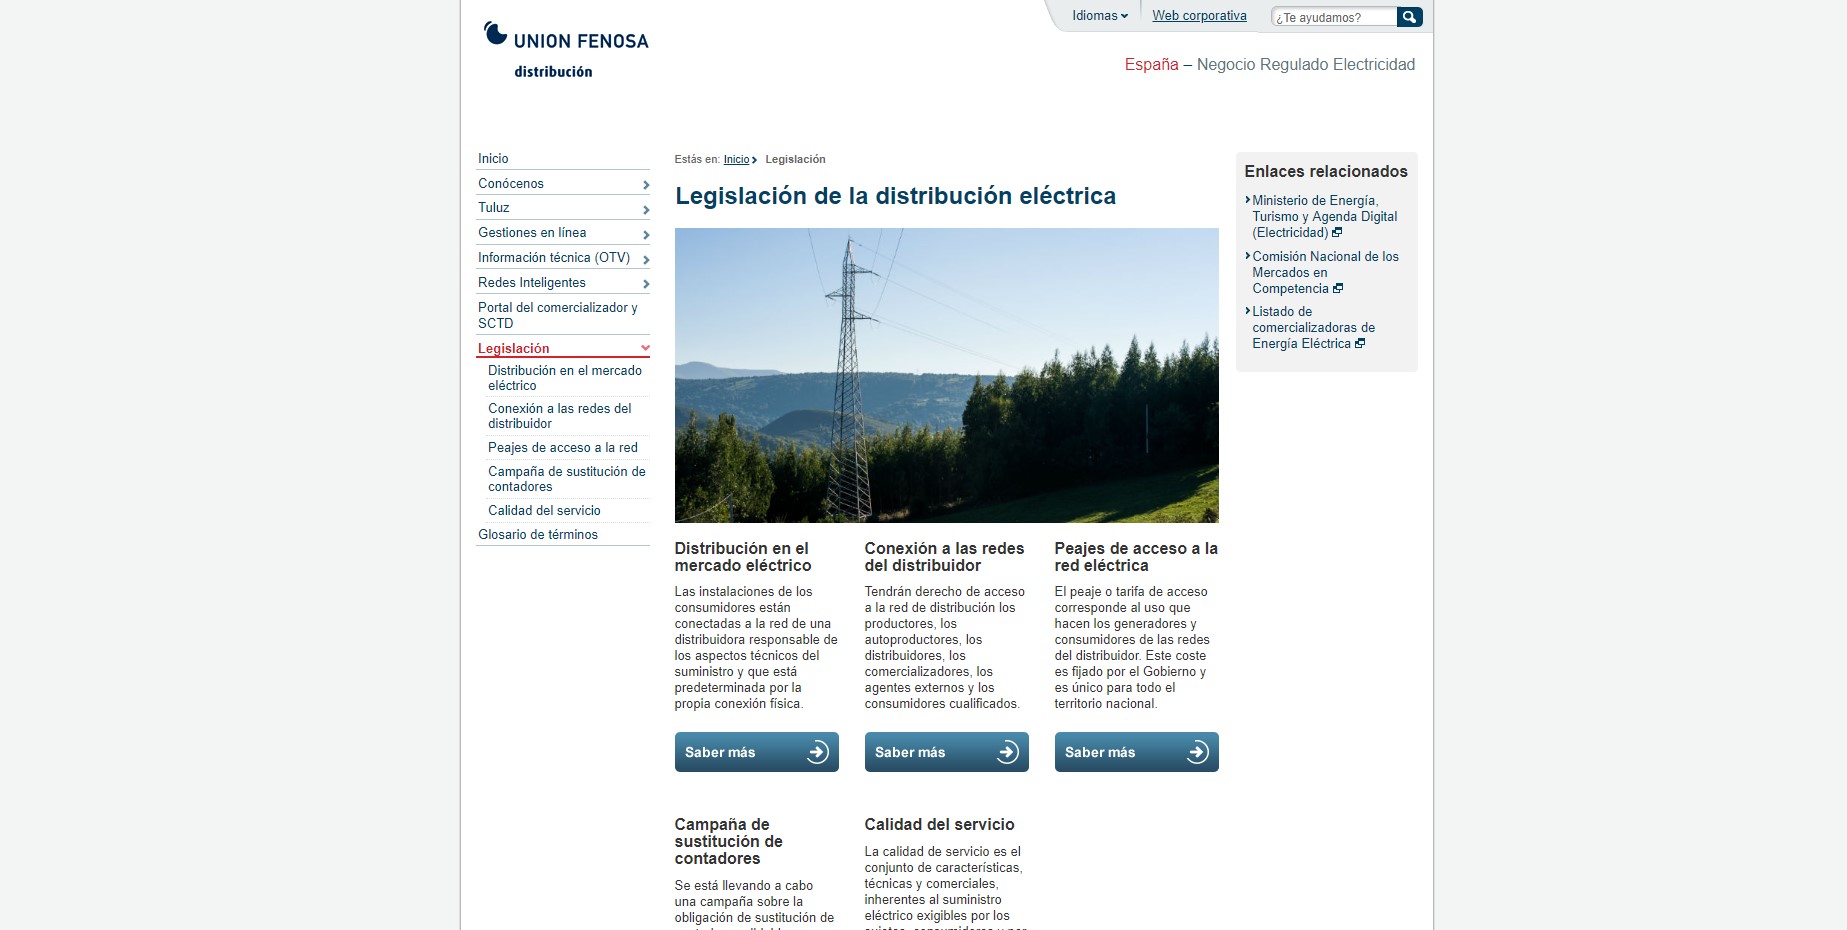 UNION FENOSA
distribución
Idiomas
Web corporativa
¿Te ayudamos?
España – Negocio Regulado Electricidad
Inicio
Conócenos
Tuluz
Gestiones en línea
Información técnica (OTV)
Redes Inteligentes
Portal del comercializador y
SCTD
Legislación
Distribución en el mercado
eléctrico
Conexión a las redes del
distribuidor
Peajes de acceso a la red
Campaña de sustitución de
contadores
Calidad del servicio
Glosario de términos
Estás en: Inicio Legislación
Legislación de la distribución eléctrica
Distribución en el
mercado eléctrico
Las instalaciones de los
consumidores están
conectadas a la red de una
distribuidora responsable de
los aspectos técnicos del
suministro y que está
predeterminada por la
propia conexión física.
Saber más
Conexión a las redes
del distribuidor
Tendrán derecho de acceso
a la red de distribución los
productores, los
autoproductores, los
distribuidores, los
comercializadores, los
agentes externos y los
consumidores cualificados.
Saber más
Peajes de acceso a la
red eléctrica
El peaje o tarifa de acceso
corresponde al uso que
hacen los generadores y
consumidores de las redes
del distribuidor. Este coste
es fijado por el Gobierno y
es único para todo el
territorio nacional.
Saber más
Campaña de
sustitución de
contadores
Se está llevando a cabo
una campaña sobre la
obligación de sustitución de
Calidad del servicio
La calidad de servicio es el
conjunto de características,
técnicas y comerciales,
inherentes al suministro
eléctrico exigibles por los
Enlaces relacionados
Ministerio de Energía,
Turismo y Agenda Digital
(Electricidad)
Comisión Nacional de los
Mercados en
Competencia
Listado de
comercializadoras de
Energía Eléctrica